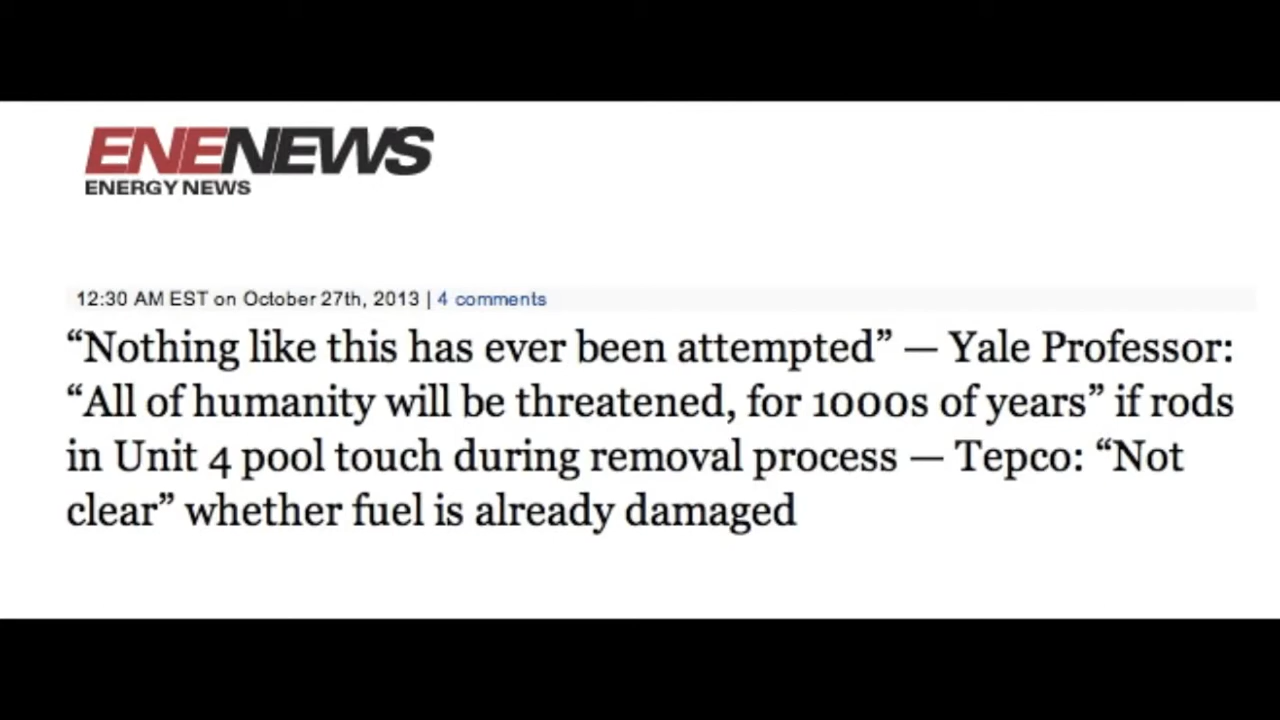 ENENEWS
ENERGY NEWS
12:30 AM EST on October 27th, 2013 | 4 comments
“Nothing like this has ever been attempted” — Yale Professor:
“All of humanity will be threatened, for 1000s of years” if rods
in Unit 4 pool touch during removal process — Tepco: “Not
clear” whether fuel is already damaged